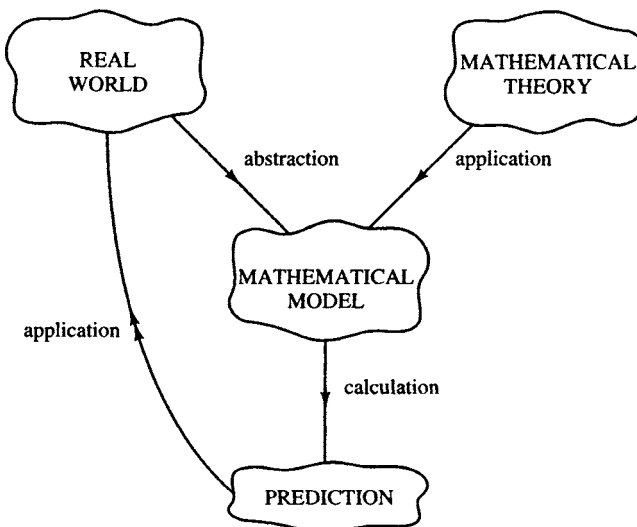 REAL
WORLD
MATHEMATICAL
THEORY
abstraction
application
MATHEMATICAL
MODEL
application
calculation
PREDICTION